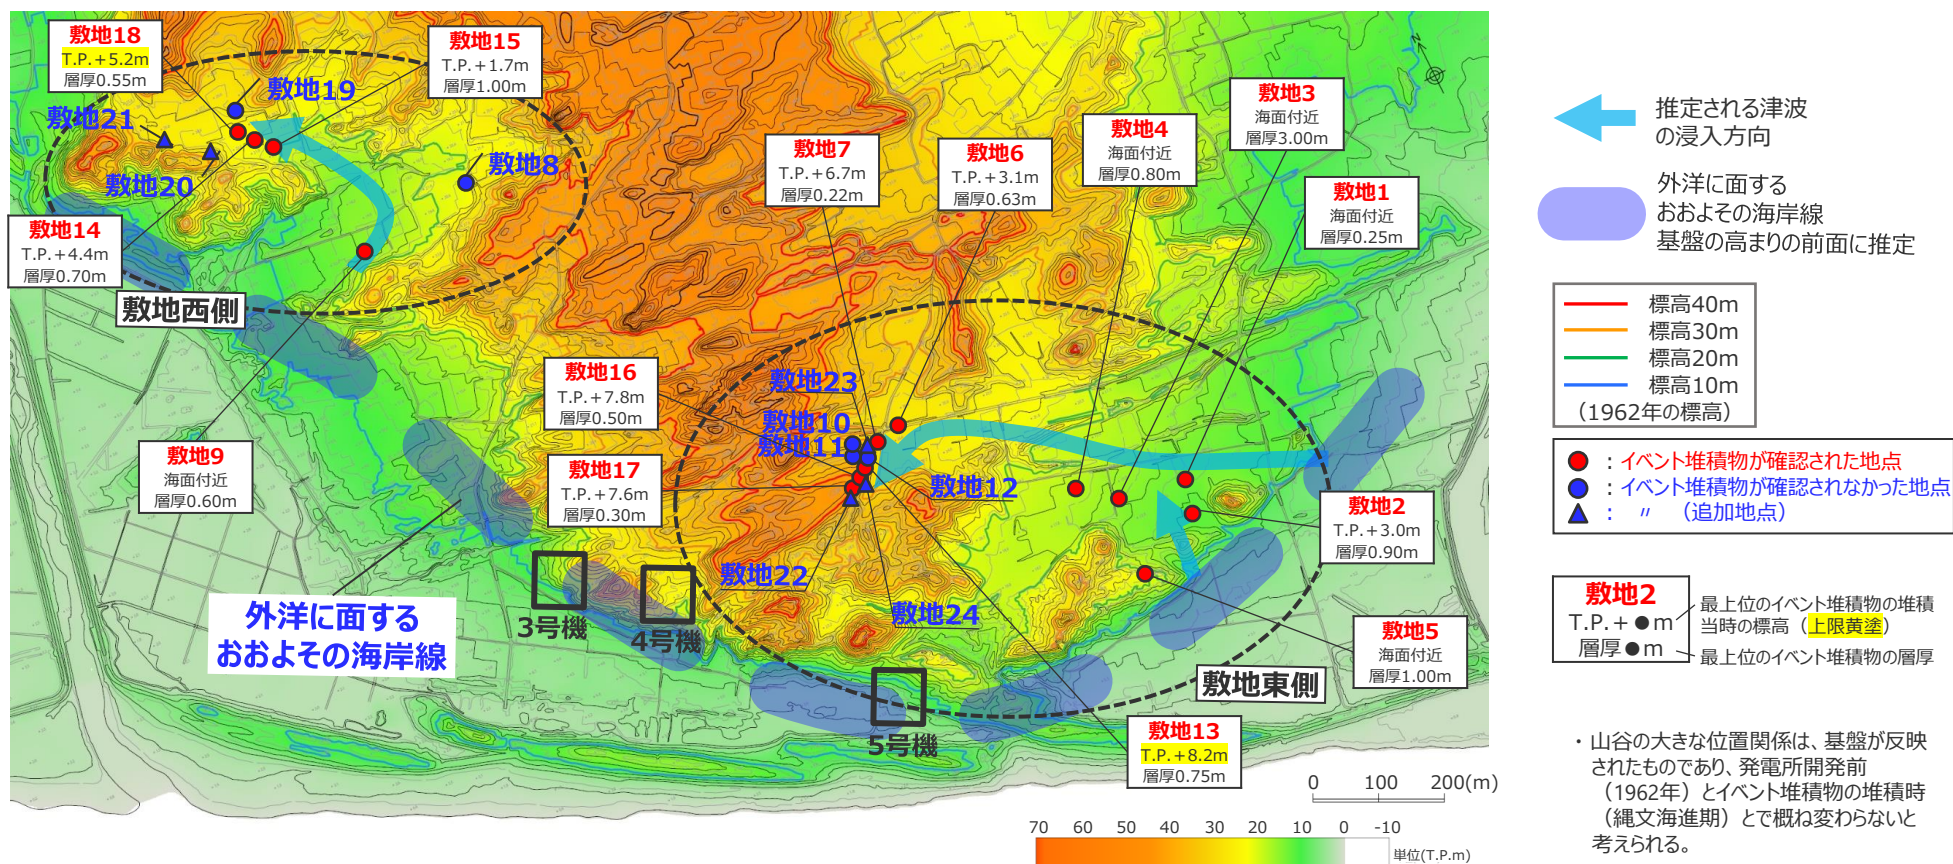 敷地18
T.P.+5.2m
層厚0.55m
敷地15
T.P.+1.7m
層厚1.00m
敷地19
敷地21
敷地20
敷地8
敷地14
T.P.+4.4m
層厚0.70m
敷地西側
敷地9
海面付近
層厚0.60m
敷地7
T.P.+6.7m
層厚0.22m
敷地6
T.P.+3.1m
層厚0.63m
敷地4
海面付近
層厚0.80m
敷地3
海面付近
層厚3.00m
敷地1
海面付近
層厚0.25m
敷地16
T.P.+7.8m
層厚0.50m
敷地23
敷地10
敷地11
敷地17
T.P.+7.6m
層厚0.30m
敷地12
敷地2
T.P.+3.0m
層厚0.90m
敷地22
敷地24
敷地5
海面付近
層厚1.00m
敷地東側
敷地13
T.P.+8.2m
層厚0.75m
外洋に面する
おおよその海岸線
3号機
4号機
5号機
0 100 200(m)
70 60 50 40 30 20 10 0 -10
単位(T.P.m)
推定される津波
の浸入方向
外洋に面する
おおよその海岸線
基盤の高まりの前面に推定
標高40m
標高30m
標高20m
標高10m
(1962年の標高)
:イベント堆積物が確認された地点
:イベント堆積物が確認されなかった地点
: 〃 (追加地点)
敷地2
T.P.+●m
層厚●m
最上位のイベント堆積物の堆積
当時の標高(上限黄塗)
最上位のイベント堆積物の層厚
・山谷の大きな位置関係は、基盤が反映
されたものであり、発電所開発前
(1962年)とイベント堆積物の堆積時
(縄文海進期)とで概ね変わらないと
考えられる。